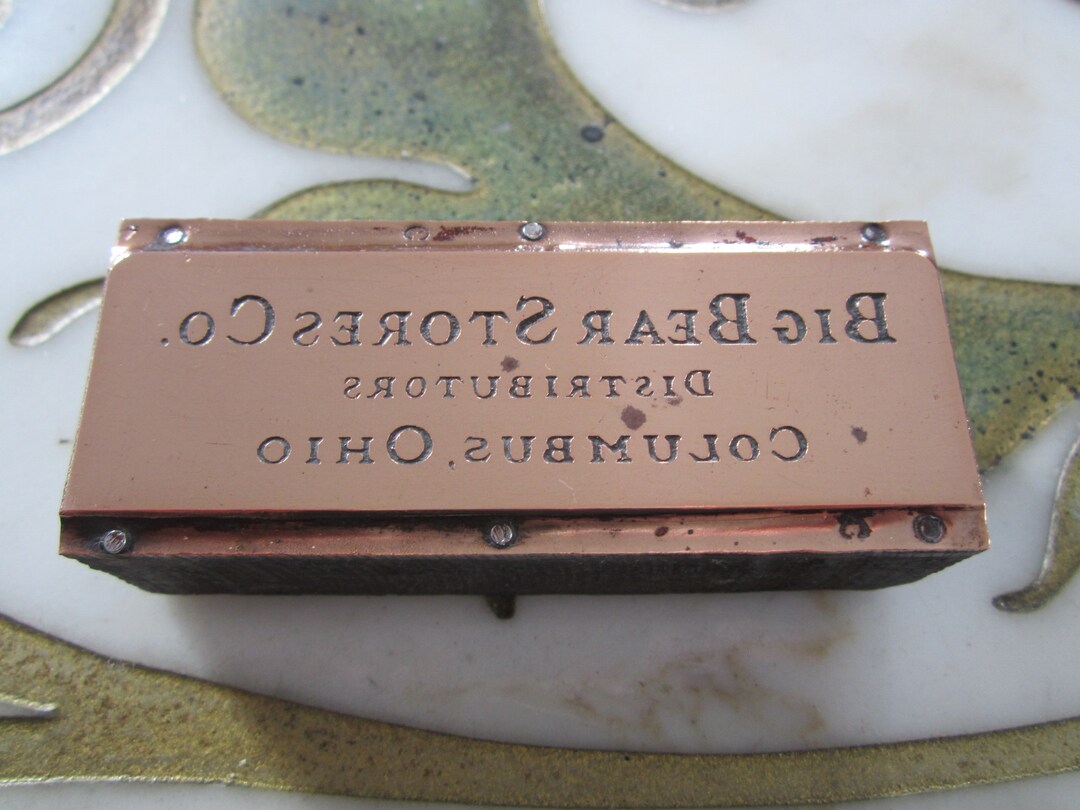 Big Bear Stores Co.
Distributors
Columbus, Ohio